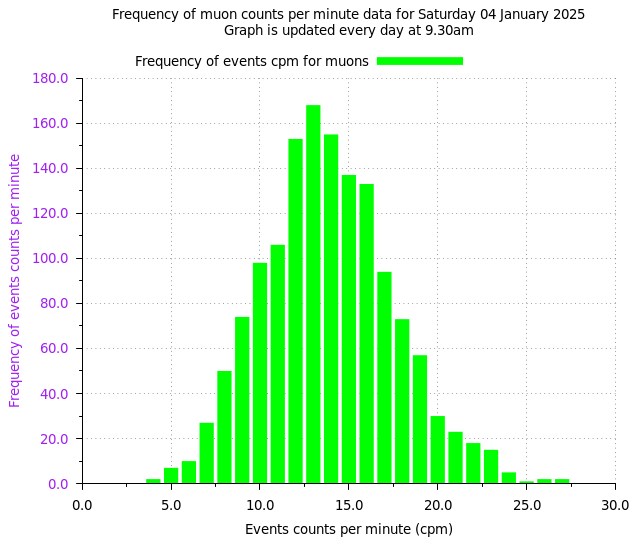 Frequency of muon counts per minute data for Saturday 04 January 2025
Graph is updated every day at 9.30am
Frequency of events cpm for muons
180.0
160.0
140.0
120.0
100.0
80.0
60.0
40.0
20.0
0.0
Frequency of events counts per minute
0.0 5.0 10.0 15.0 20.0 25.0 30.0
Events counts per minute (cpm)